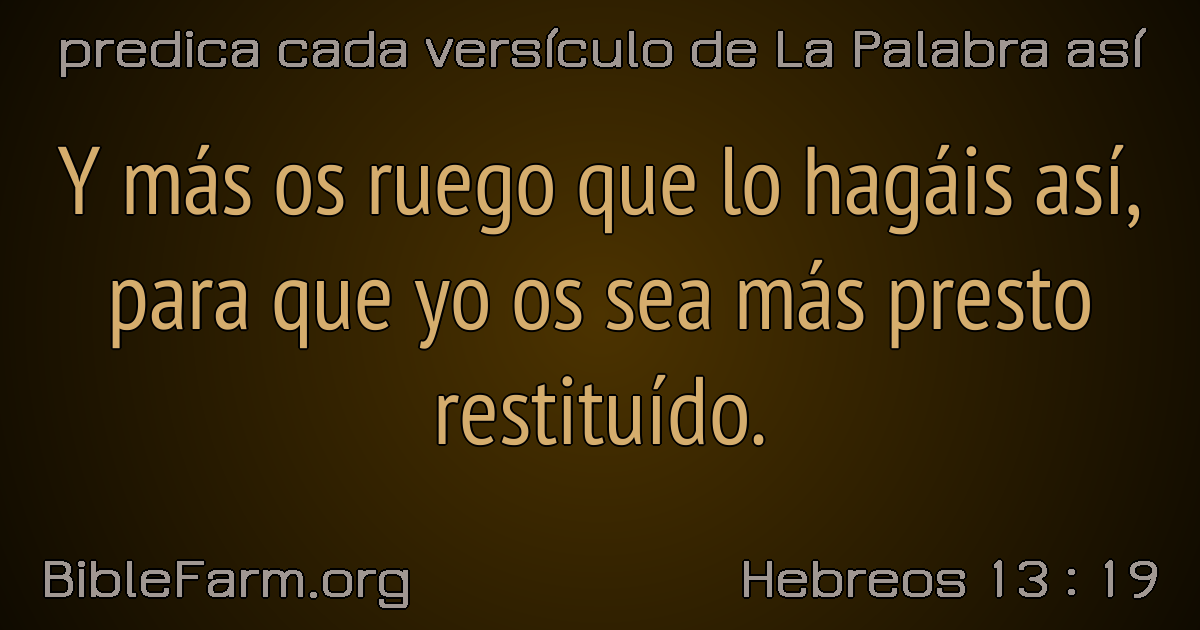 predica cada versículo de La Palabra así
Y más os ruego que lo hagáis así,
para que yo os sea más presto
restituído.
BibleFarm.org
Hebreos 13 : 19